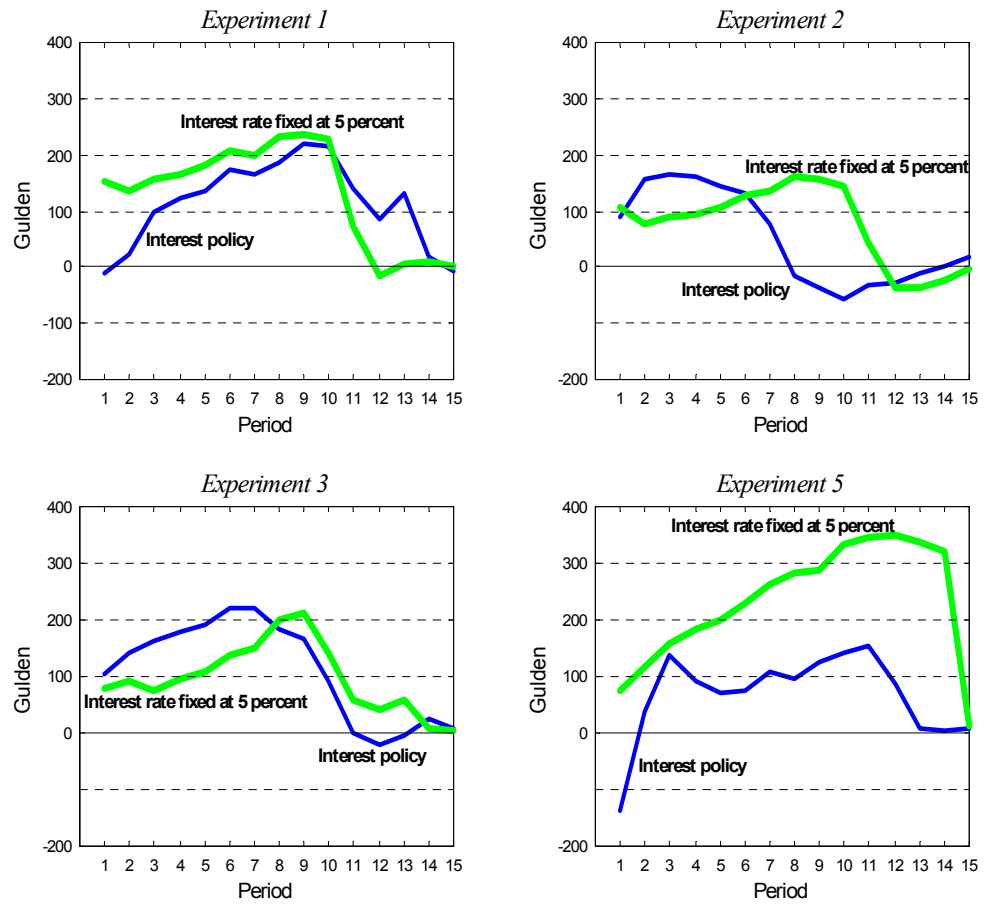 Experiment 1
400
300
200
100
0
-100
-200
Gulden
Interest rate fixed at 5 percent
Interest policy
1 2 3 4 5 6 7 8 9 10 11 12 13 14 15
Period
Experiment 2
400
300
200
100
0
-100
-200
Gulden
Interest rate fixed at 5 percent
Interest policy
1 2 3 4 5 6 7 8 9 10 11 12 13 14 15
Period
Experiment 3
400
300
200
100
0
-200
Gulden
Interest rate fixed at 5 percent
Interest policy
1 2 3 4 5 6 7 8 9 10 11 12 13 14 15
Period
Experiment 5
400
300
200
100
0
-200
Gulden
Interest rate fixed at 5 percent
Interest policy
1 2 3 4 5 6 7 8 9 10 11 12 13 14 15
Period